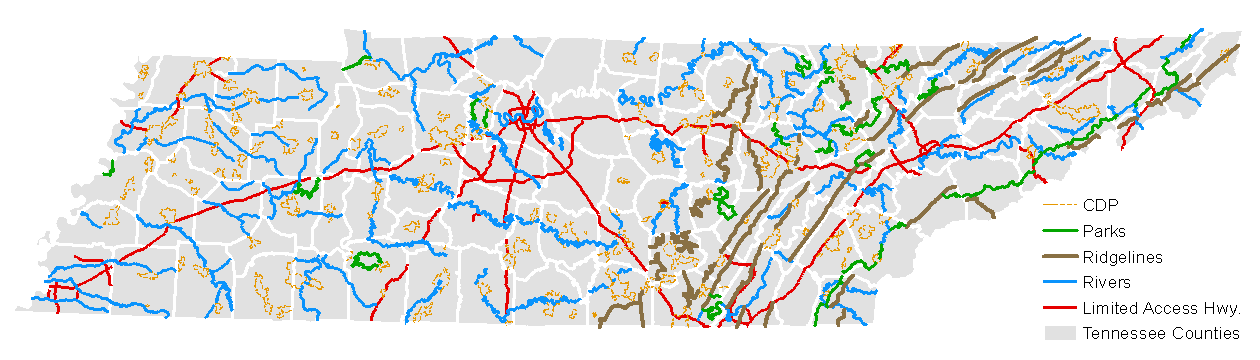 CDP
Parks
Ridgelines
Rivers
Limited Access Hwy.
Tennessee Counties